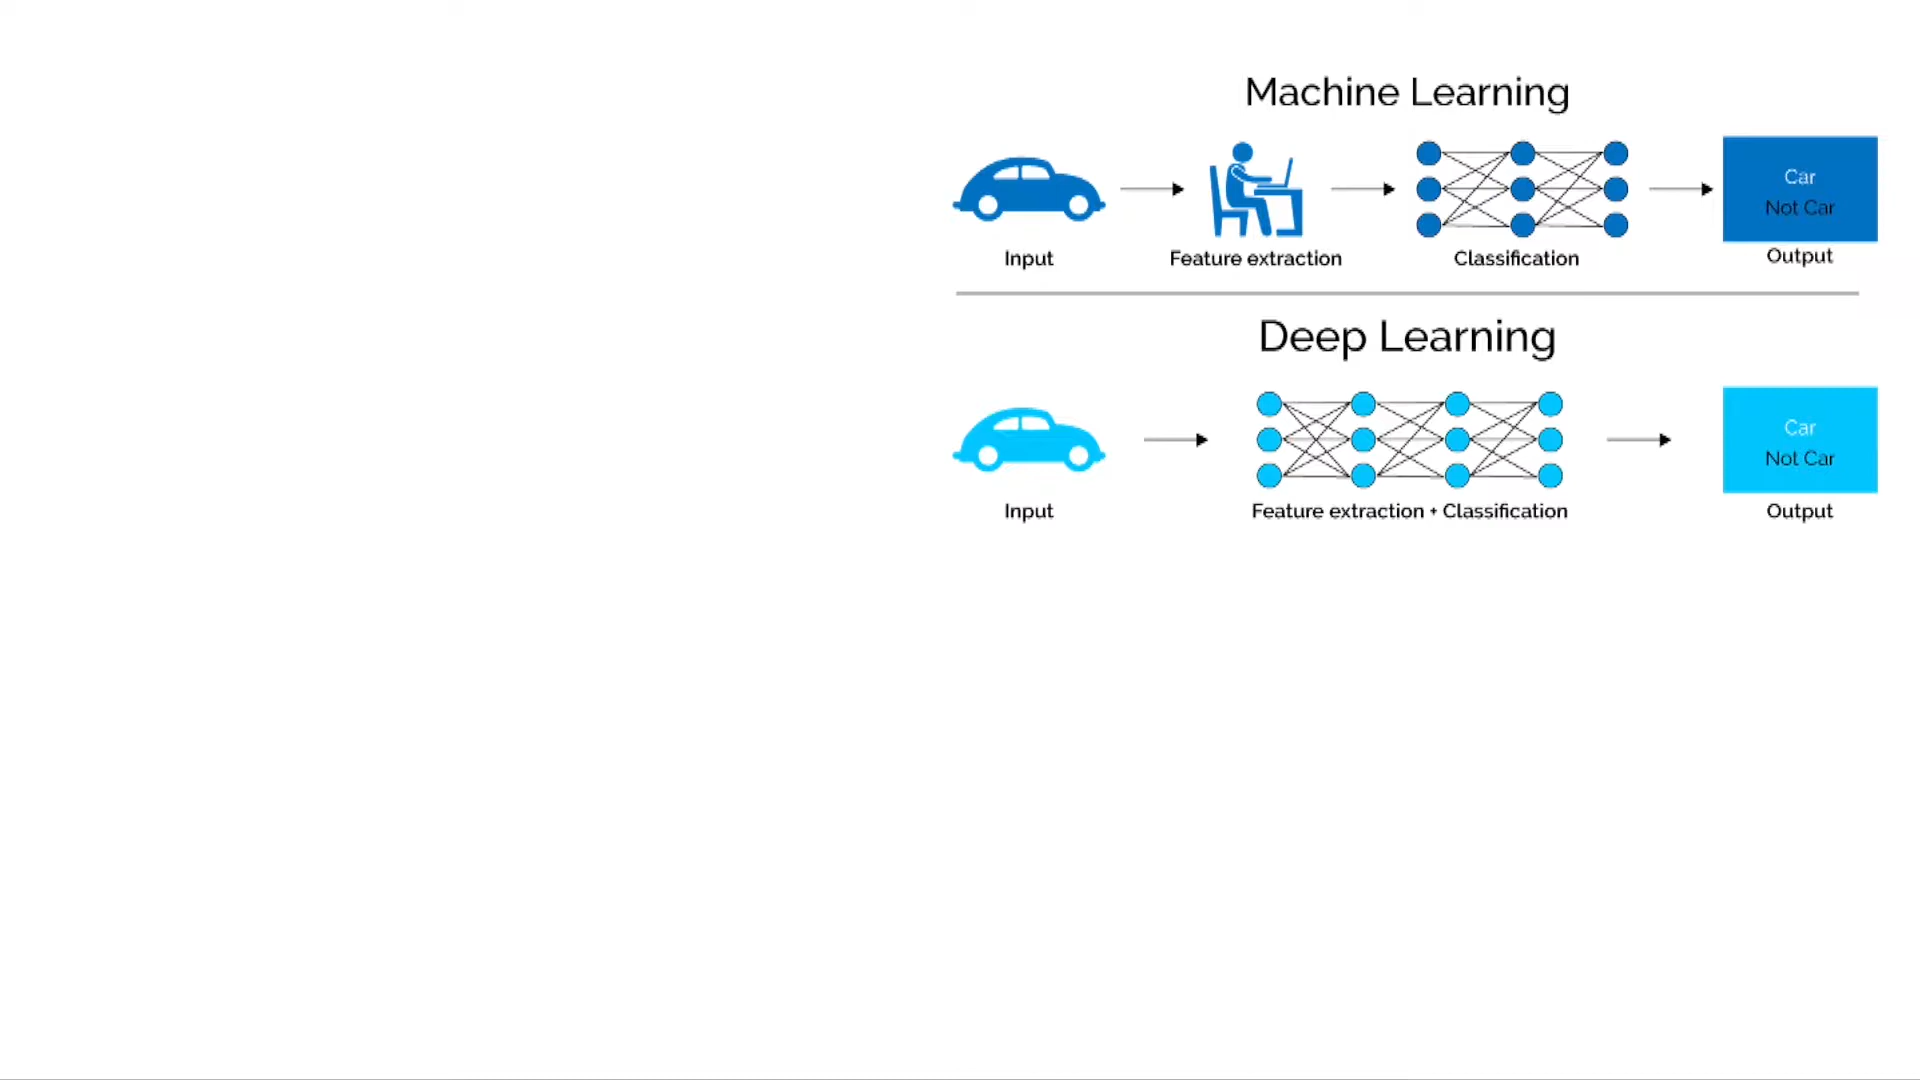 Machine Learning
Car
Not Car
Input
Feature extraction
Classification
Output
Deep Learning
Car
Not Car
Input
Feature extraction + Classification
Output